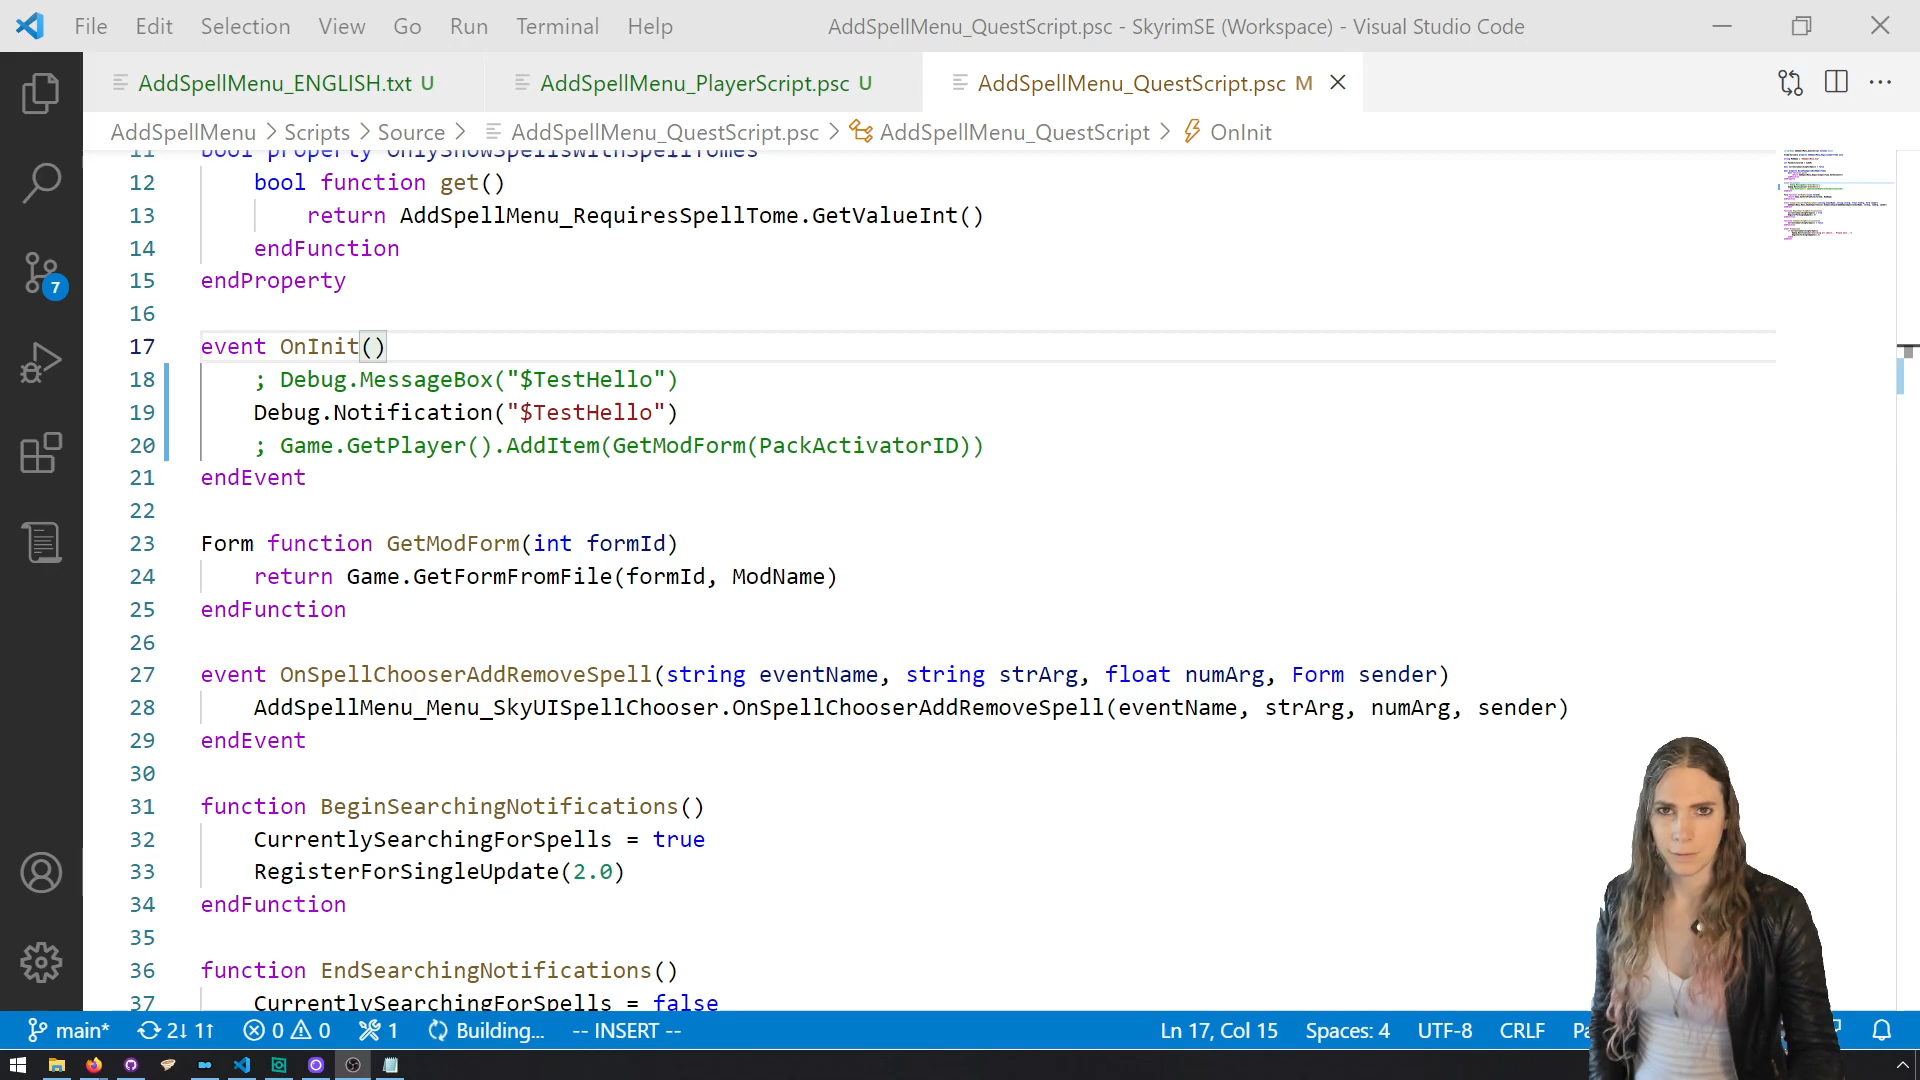 File Edit Selection View Go Run Terminal Help AddSpellMenu_QuestScript.psc - SkyrimSE (Workspace) - Visual Studio Code
AddSpellMenu_ENGLISH.txt U AddSpellMenu_PlayerScript.psc U AddSpellMenu_QuestScript.psc M
AddSpellMenu > Scripts > Source > AddSpellMenu_QuestScript.psc > AddSpellMenu_QuestScript > OnInit
11 bool property OnlyShowSpellsWithSpellTomes
12 bool function get()
13 return AddSpellMenu_RequiresSpellTome.GetValueInt()
14 endFunction
15 endProperty
16
17 event OnInit()
18 ; Debug.MessageBox("$TestHello")
19 Debug.Notification("$TestHello")
20 ; Game.GetPlayer().AddItem(GetModForm(PackActivatorID))
21 endEvent
22
23 Form function GetModForm(int formId)
24 return Game.GetFormFromFile(formId, ModName)
25 endFunction
26
27 event OnSpellChooserAddRemoveSpell(string eventName, string strArg, float numArg, Form sender)
28 AddSpellMenu_Menu_SkyUISpellChooser.OnSpellChooserAddRemoveSpell(eventName, strArg, numArg, sender)
29 endEvent
30
31 function BeginSearchingNotifications()
32 CurrentlySearchingForSpells = true
33 RegisterForSingleUpdate(2.0)
34 endFunction
35
36 function EndSearchingNotifications()
37 CurrentlySearchingForSpells = false
7
main* 2↓ 1↑ 0 0 1 Building... -- INSERT -- Ln 17, Col 15 Spaces: 4 UTF-8 CRLF